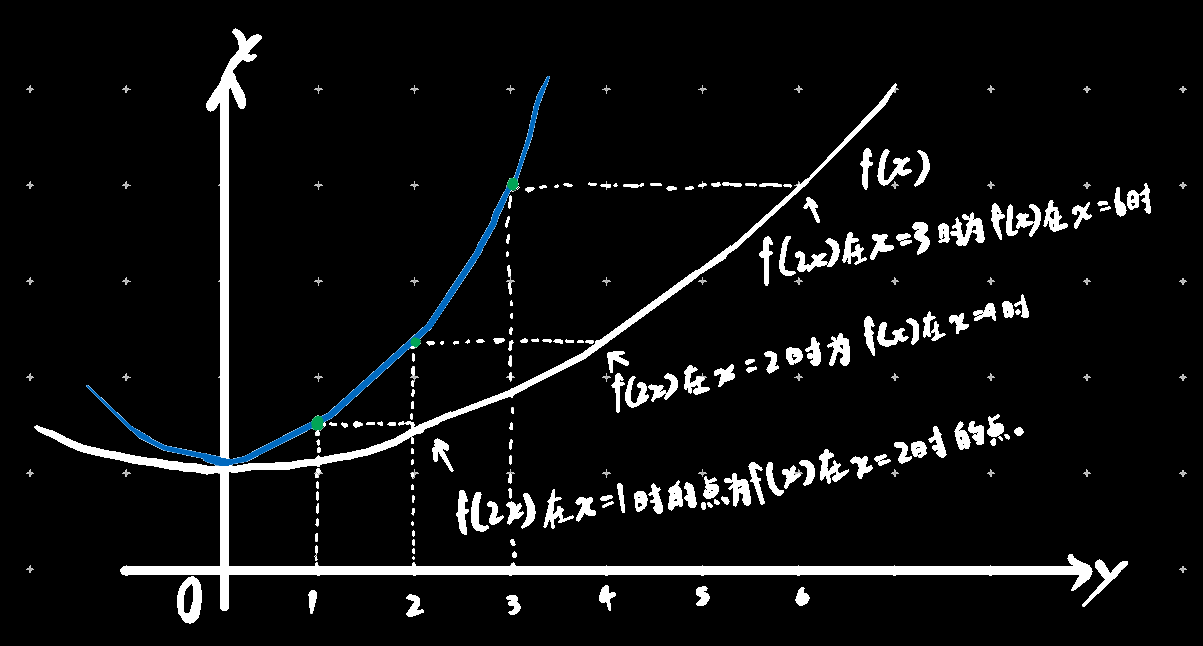 x
f(x)
f(2x)在x=3时为f(x)在x=6时
f(2x)在x=2时为f(x)在x=4时
f(2x)在x=1时的点为f(x)在x=2时的点。
0 1 2 3 4 5 6
y